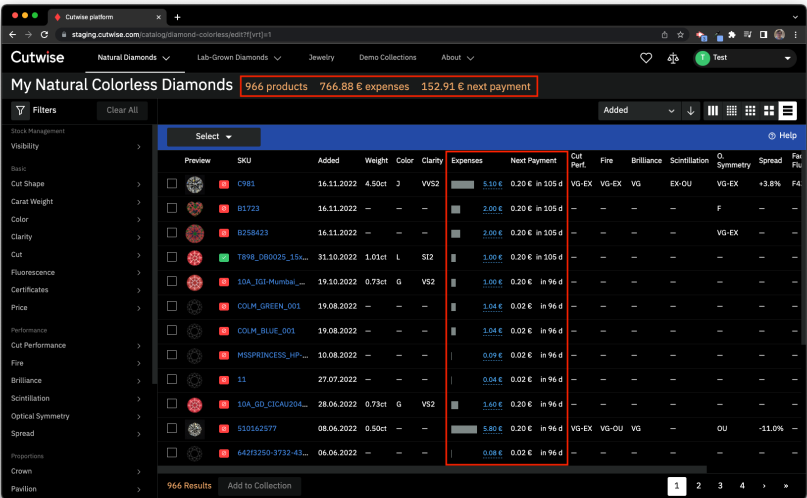 Cutwise platform
staging.cutwise.com/catalog/diamond-colorless/edit?f[vrt]=1
Cutwise Natural Diamonds Lab-Grown Diamonds Jewelry Demo Collections About T Test
My Natural Colorless Diamonds 966 products 766.88 € expenses 152.91 € next payment
Filters Clear All Added
Stock Management
Visibility
Basic
Cut Shape
Carat Weight
Color
Clarity
Cut
Fluorescence
Certificates
Price
Performance
Cut Performance
Fire
Brilliance
Scintillation
Optical Symmetry
Spread
Proportions
Crown
Pavilion
Select Help
Preview SKU Added Weight Color Clarity Expenses Next Payment Cut Perf. Fire Brilliance Scintillation O. Symmetry Spread
C981 16.11.2022 4.50ct J VVS2 5.10 € 0.20 € in 105 d VG-EX VG-EX VG EX-OU VG-EX +3.8% F4
B1723 16.11.2022 – – – 2.00 € 0.20 € in 105 d – – – – F – –
B258423 16.11.2022 – – – 2.00 € 0.20 € in 105 d – – – – VG-EX – –
T898_DB0025_15x... 31.10.2022 1.01ct L SI2 1.00 € 0.20 € in 105 d – – – – – – –
10A_IGI-Mumbai_... 19.10.2022 0.73ct G VS2 1.00 € 0.20 € in 96 d – – – – – – –
COLM_GREEN_001 19.08.2022 – – – 1.04 € 0.02 € in 96 d – – – – – – –
COLM_BLUE_001 19.08.2022 – – – 1.04 € 0.02 € in 96 d – – – – – – –
MSSPRINCESS_HP-... 10.08.2022 – – – 0.09 € 0.02 € in 96 d – – – – – – –
11 27.07.2022 – – – 0.04 € 0.02 € in 96 d – – – – – – –
10A_GD_CICAU204... 28.06.2022 0.73ct G VS2 1.60 € 0.20 € in 96 d – – – – – – –
510162577 08.06.2022 0.50ct – – 5.80 € 0.20 € in 96 d VG-EX VG-OU VG – OU -11.0% –
642f3250-3732-43... 06.06.2022 – – – 0.08 € 0.02 € in 96 d – – – – – – –
966 Results Add to Collection 1 2 3 4 › »